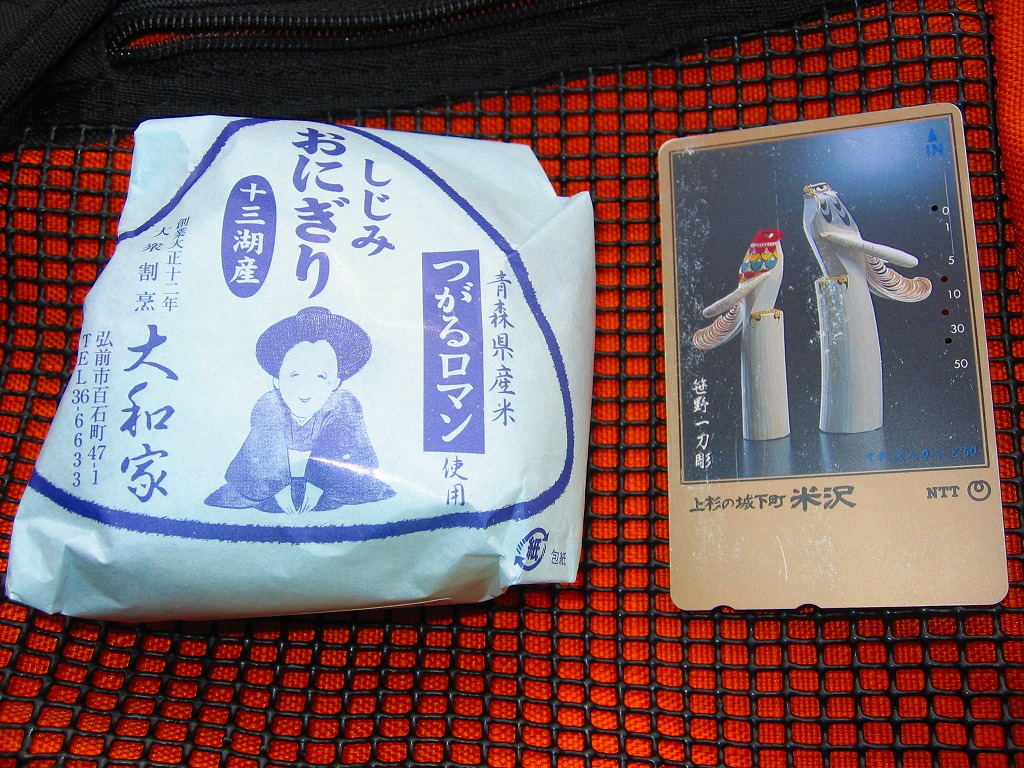 しじみ
おにぎり
十三湖産
青森県産米
つがるロマン
使用
創業大正十二年
大衆割烹
大和家
弘前市百石町47-1
TEL36-6633
紙
包紙
IN
0
1
5
10
30
50
笹野一刀彫
上杉の城下町 米沢
NTT